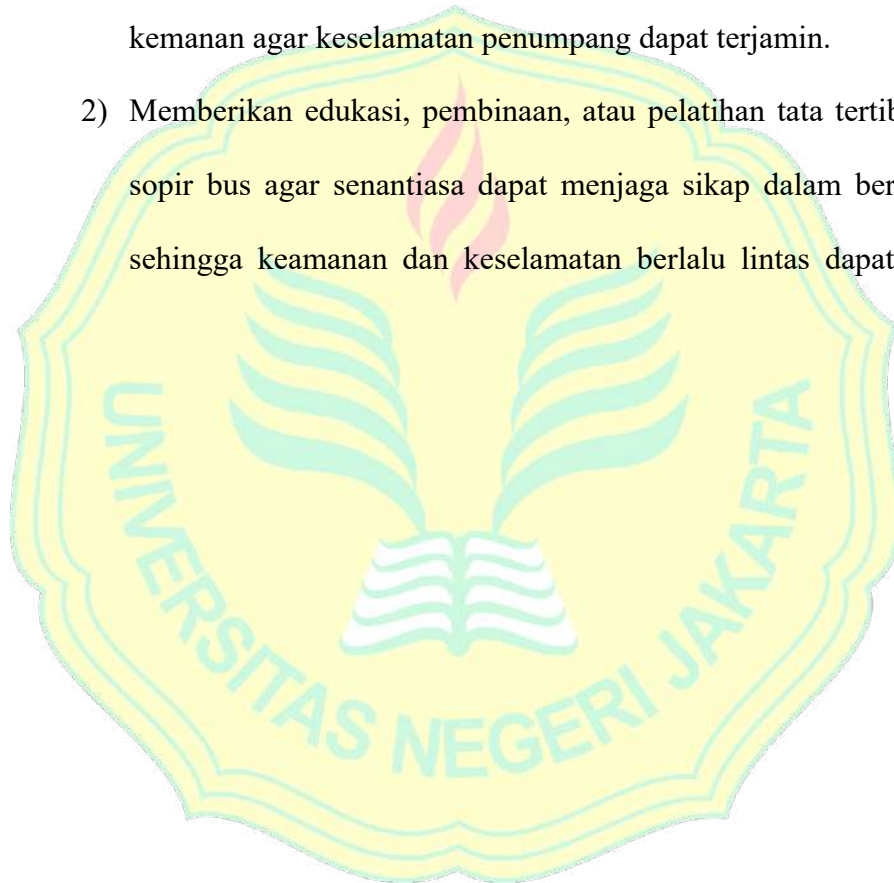 kemanan agar keselamatan penumpang dapat terjamin.
2) Memberikan edukasi, pembinaan, atau pelatihan tata tertib
sopir bus agar senantiasa dapat menjaga sikap dalam ber
sehingga keamanan dan keselamatan berlalu lintas dapat
UNIVERSITAS NEGERI JAKARTA